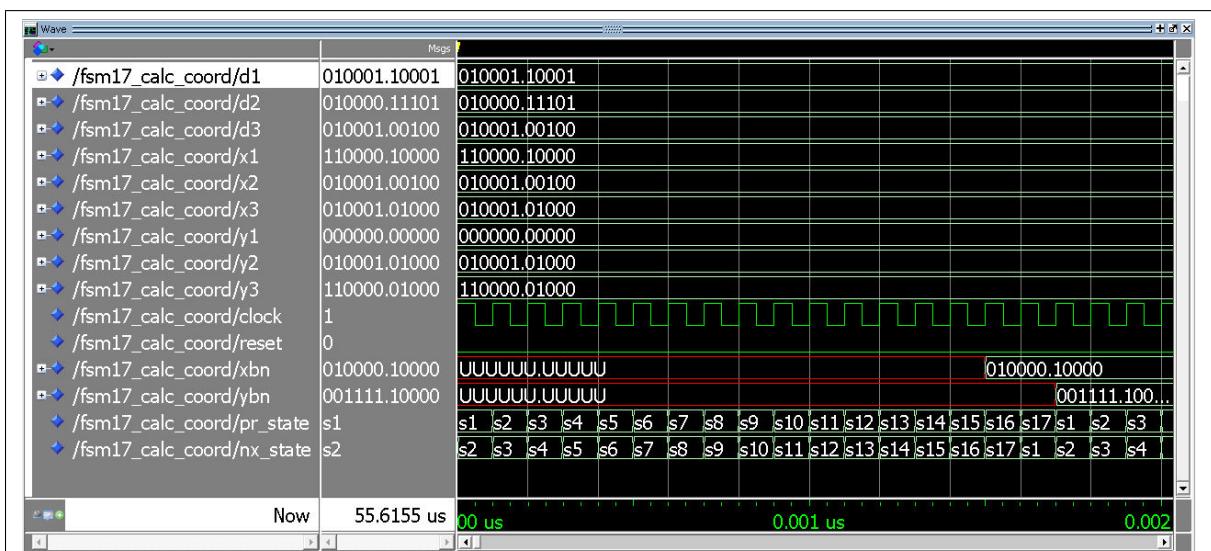 Wave
Msgs
/fsm17_calc_coord/d1 010001.10001 010001.10001
/fsm17_calc_coord/d2 010000.11101 010000.11101
/fsm17_calc_coord/d3 010001.00100 010001.00100
/fsm17_calc_coord/x1 110000.10000 110000.10000
/fsm17_calc_coord/x2 010001.00100 010001.00100
/fsm17_calc_coord/x3 010001.01000 010001.01000
/fsm17_calc_coord/y1 000000.00000 000000.00000
/fsm17_calc_coord/y2 010001.01000 010001.01000
/fsm17_calc_coord/y3 110000.01000 110000.01000
/fsm17_calc_coord/clock 1
/fsm17_calc_coord/reset 0
/fsm17_calc_coord/xbn 010000.10000 UUUUUU.UUUUU 010000.10000
/fsm17_calc_coord/ybn 001111.10000 UUUUUU.UUUUU 001111.100...
/fsm17_calc_coord/pr_state s1 s1 s2 s3 s4 s5 s6 s7 s8 s9 s10 s11 s12 s13 s14 s15 s16 s17 s1 s2 s3
/fsm17_calc_coord/nx_state s2 s2 s3 s4 s5 s6 s7 s8 s9 s10 s11 s12 s13 s14 s15 s16 s17 s1 s2 s3 s4
Now 55.6155 us 00 us 0.001 us 0.002